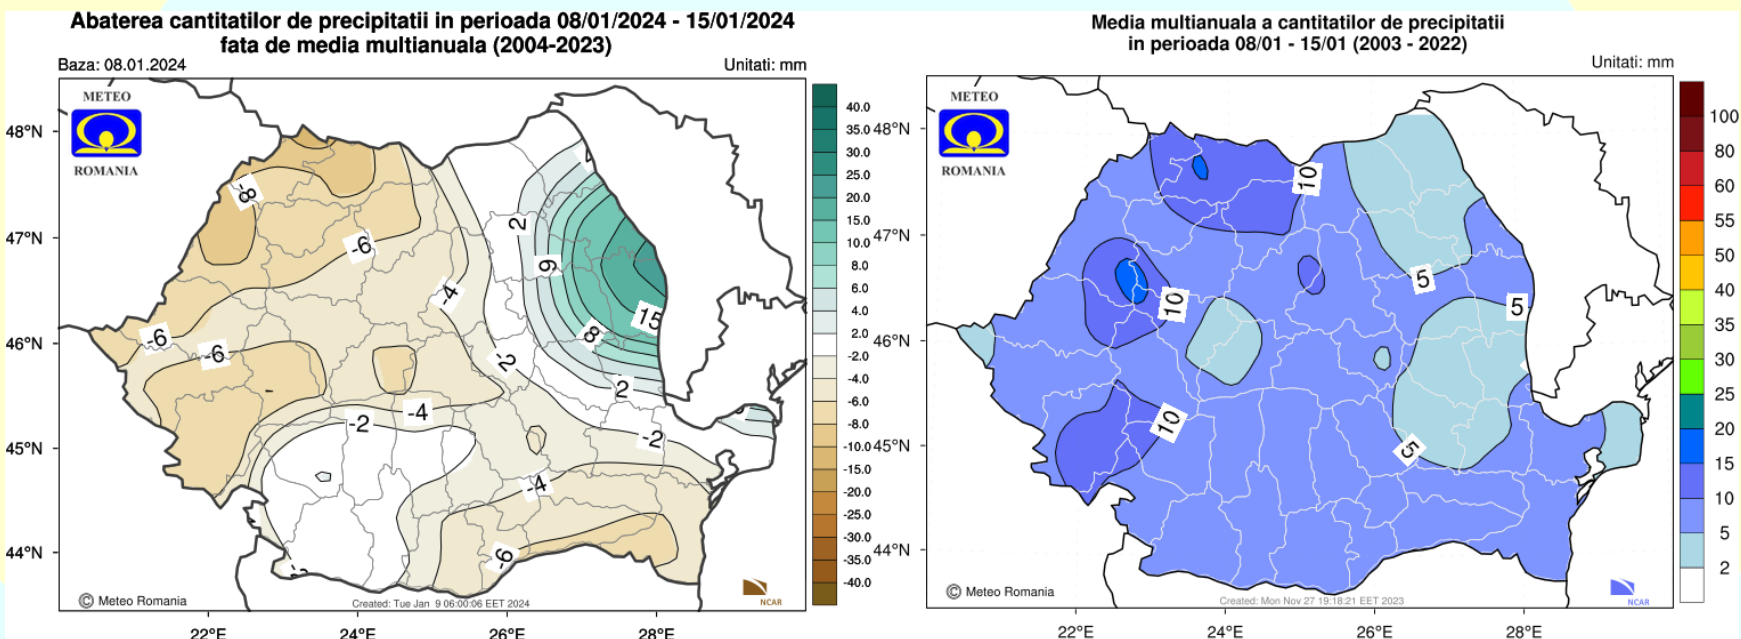 Abaterea cantitatilor de precipitatii in perioada 08/01/2024 - 15/01/2024
fata de media multianuala (2004-2023)
Baza: 08.01.2024
Unitati: mm
METEO
ROMANIA
48°N
47°N
46°N
45°N
44°N
22°E
24°E
26°E
28°E
-8
-6
2
6
-4
15
8
-6
-6
-2
2
-4
-2
-2
-4
-6
40.0
35.0
30.0
25.0
20.0
15.0
10.0
8.0
6.0
4.0
2.0
-2.0
-4.0
-6.0
-8.0
-10.0
-15.0
-20.0
-25.0
-30.0
-35.0
-40.0
© Meteo Romania
Created: Tue Jan 9 06:00:06 EET 2024
NCAR
Media multianuala a cantitatilor de precipitatii
in perioada 08/01 - 15/01 (2003 - 2022)
Unitati: mm
METEO
ROMANIA
48°N
47°N
46°N
45°N
44°N
22°E
24°E
26°E
28°E
10
5
10
5
10
5
100
80
60
55
50
40
35
30
25
20
15
10
5
2
© Meteo Romania
Created: Mon Nov 27 19:18:21 EET 2023
NCAR